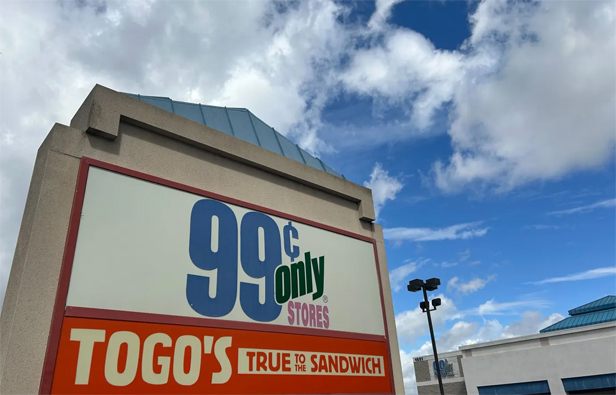 99¢ only
STORES®
TOGO'S TRUE TO THE SANDWICH